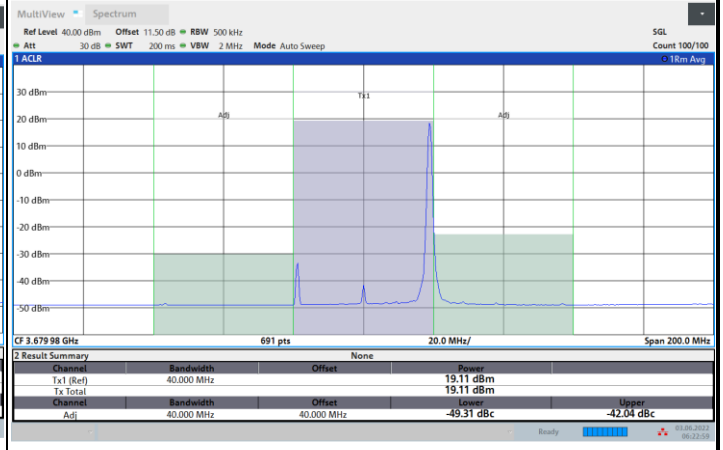 MultiView Spectrum
Ref Level 40.00 dBm Offset 11.50 dB RBW 500 kHz SGL
Att 30 dB SWT 200 ms VBW 2 MHz Mode Auto Sweep Count 100/100
1 ACLR 1Rm Avg
30 dBm
Tx1
20 dBm
Adj Adj
10 dBm
0 dBm
-10 dBm
-20 dBm
-30 dBm
-40 dBm
-50 dBm
CF 3.679 98 GHz 691 pts 20.0 MHz/ Span 200.0 MHz
2 Result Summary None
Channel Bandwidth Offset Power
Tx1 (Ref) 40.000 MHz 19.11 dBm
Tx Total 19.11 dBm
Channel Bandwidth Offset Lower Upper
Adj 40.000 MHz 40.000 MHz -49.31 dBc -42.04 dBc
Ready 03.06.2022
06:22:59